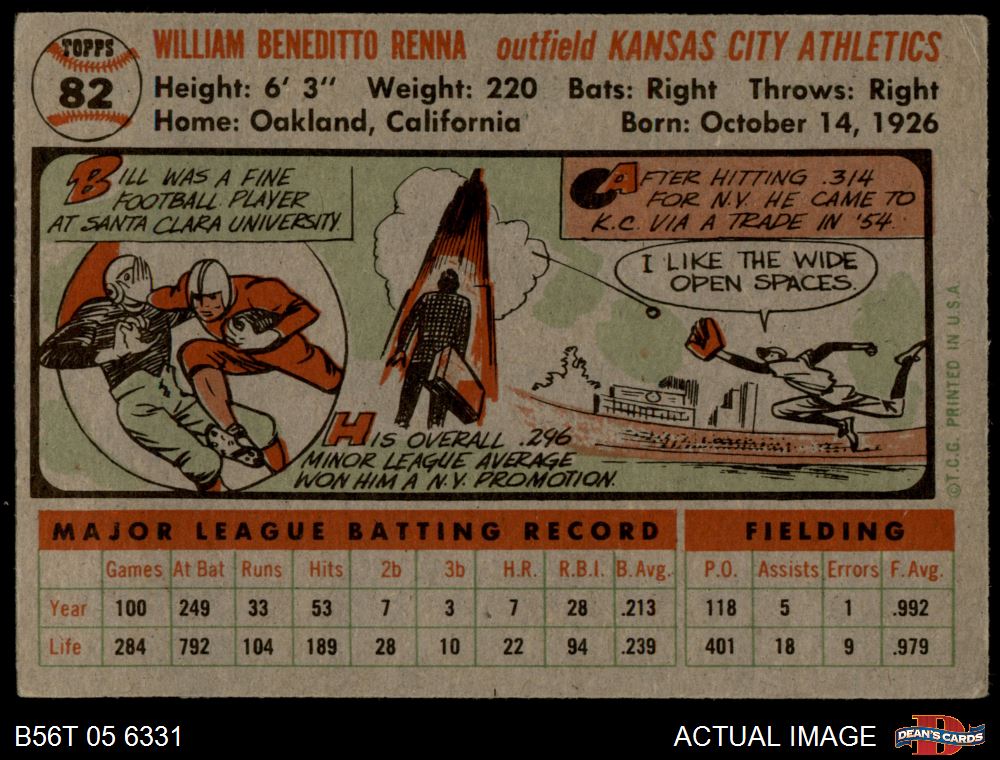 TOPPS
82
WILLIAM BENEDITTO RENNA outfield KANSAS CITY ATHLETICS
Height: 6' 3" Weight: 220 Bats: Right Throws: Right
Home: Oakland, California Born: October 14, 1926
BILL WAS A FINE
FOOTBALL PLAYER
AT SANTA CLARA UNIVERSITY.
AFTER HITTING .314
FOR N.Y. HE CAME TO
K.C. VIA A TRADE IN '54.
I LIKE THE WIDE
OPEN SPACES.
HIS OVERALL .296
MINOR LEAGUE AVERAGE
WON HIM A N.Y. PROMOTION.
©T.C.G. PRINTED IN U.S.A.
MAJOR LEAGUE BATTING RECORD FIELDING
Games At Bat Runs Hits 2b 3b H.R. R.B.I. B.Avg. P.O. Assists Errors F.Avg.
Year 100 249 33 53 7 3 7 28 .213 118 5 1 .992
Life 284 792 104 189 28 10 22 94 .239 401 18 9 .979
B56T 05 6331 ACTUAL IMAGE DEAN'S CARDS